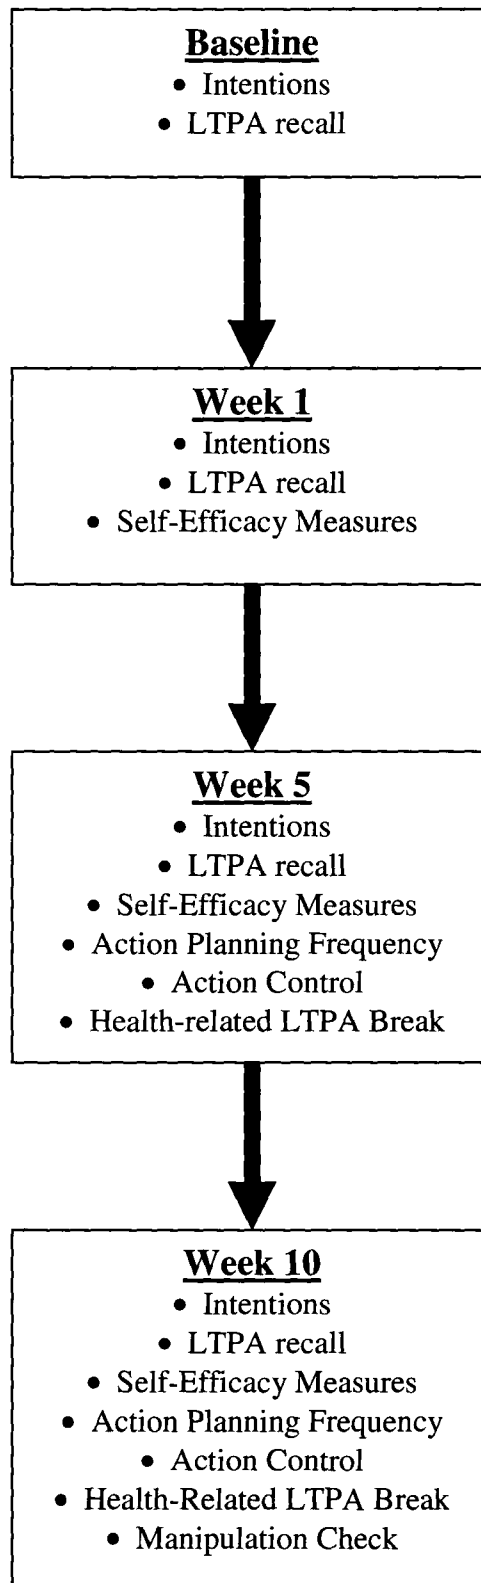 Baseline
• Intentions
• LTPA recall
Week 1
• Intentions
• LTPA recall
• Self-Efficacy Measures
Week 5
• Intentions
• LTPA recall
• Self-Efficacy Measures
• Action Planning Frequency
• Action Control
• Health-related LTPA Break
Week 10
• Intentions
• LTPA recall
• Self-Efficacy Measures
• Action Planning Frequency
• Action Control
• Health-Related LTPA Break
• Manipulation Check